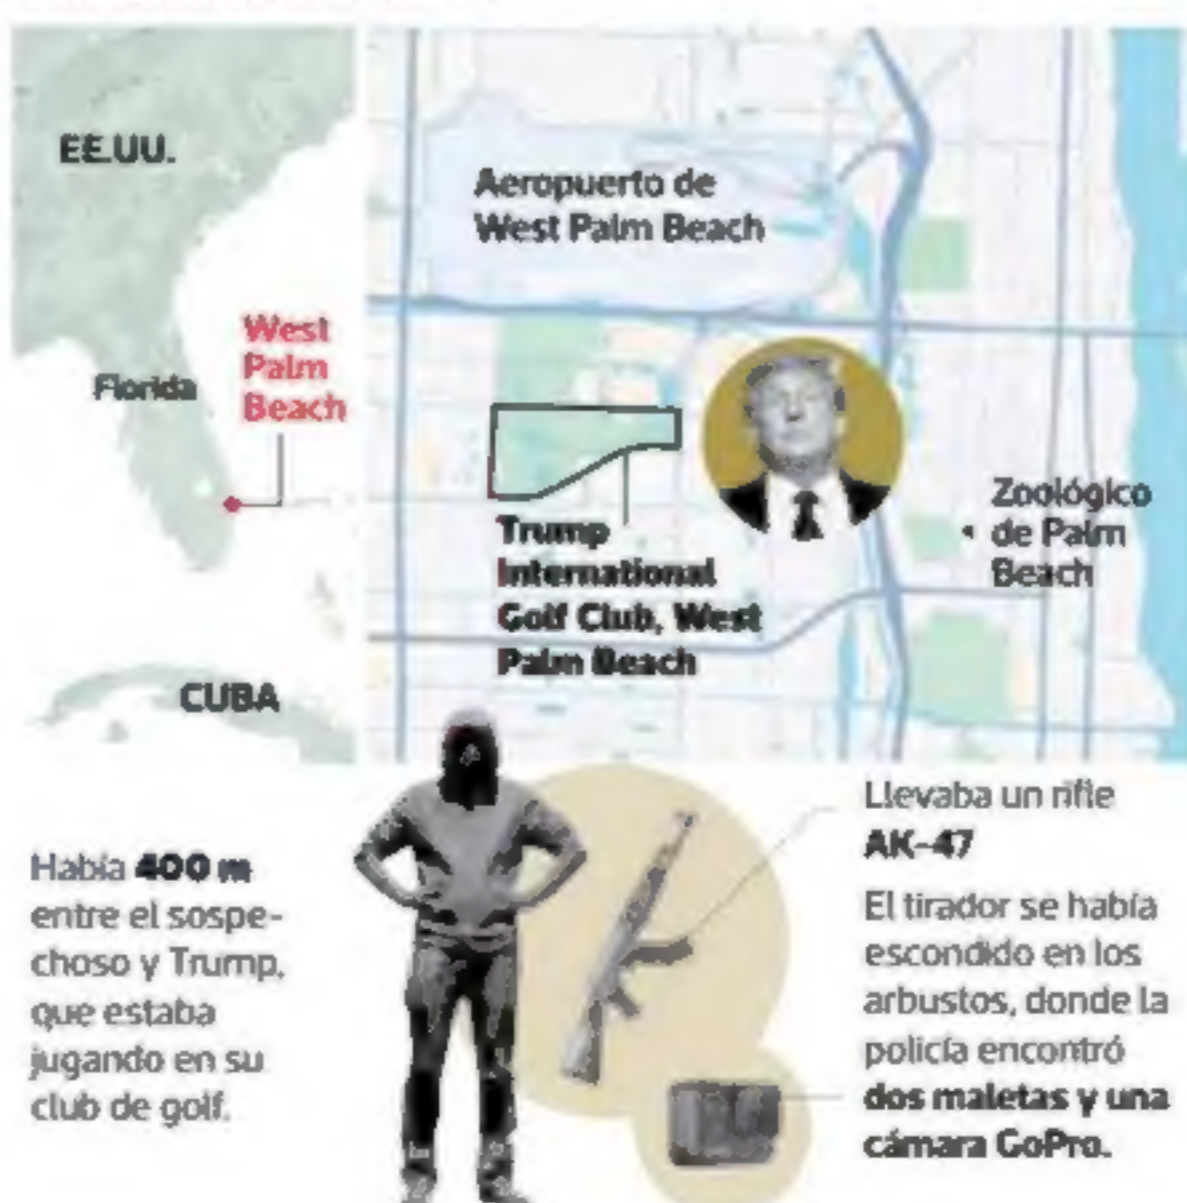 EE.UU.
Florida
West
Palm
Beach
CUBA
Aeropuerto de
West Palm Beach
Trump
International
Golf Club, West
Palm Beach
Zoológico
de Palm
Beach
Había 400 m
entre el sospe-
choso y Trump,
que estaba
jugando en su
club de golf.
Llevaba un rifle
AK-47
El tirador se había
escondido en los
arbustos, donde la
policía encontró
dos maletas y una
cámara GoPro.